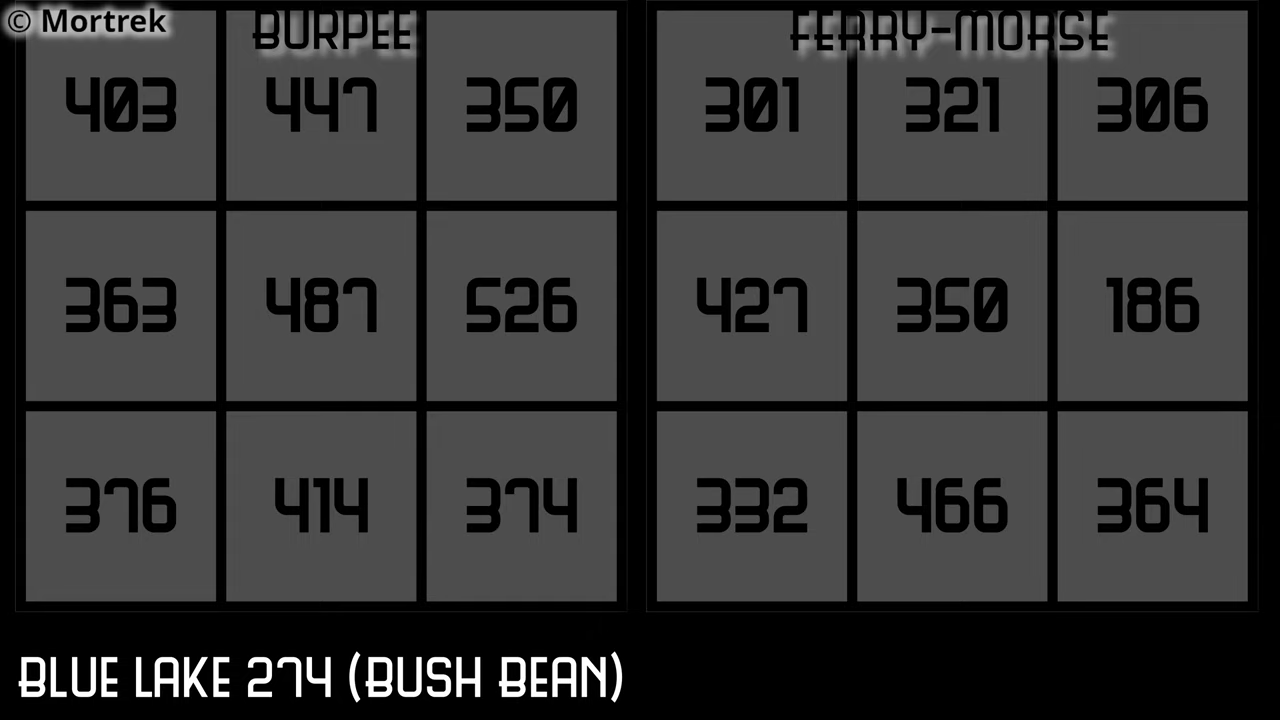 © Mortrek
BURPEE
FERRY-MORSE
403 447 350
301 321 306
363 487 526
427 350 186
376 414 374
332 466 364
BLUE LAKE 274 (BUSH BEAN)